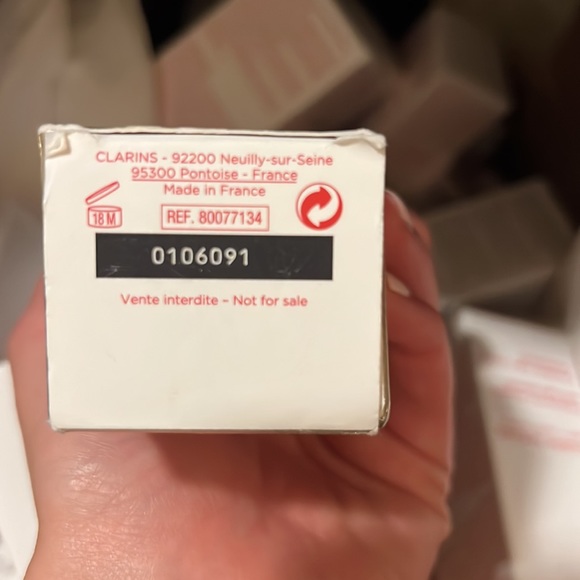 CLARINS - 92200 Neuilly-sur-Seine
95300 Pontoise - France
Made in France
18 M
REF. 80077134
0106091
Vente interdite - Not for sale